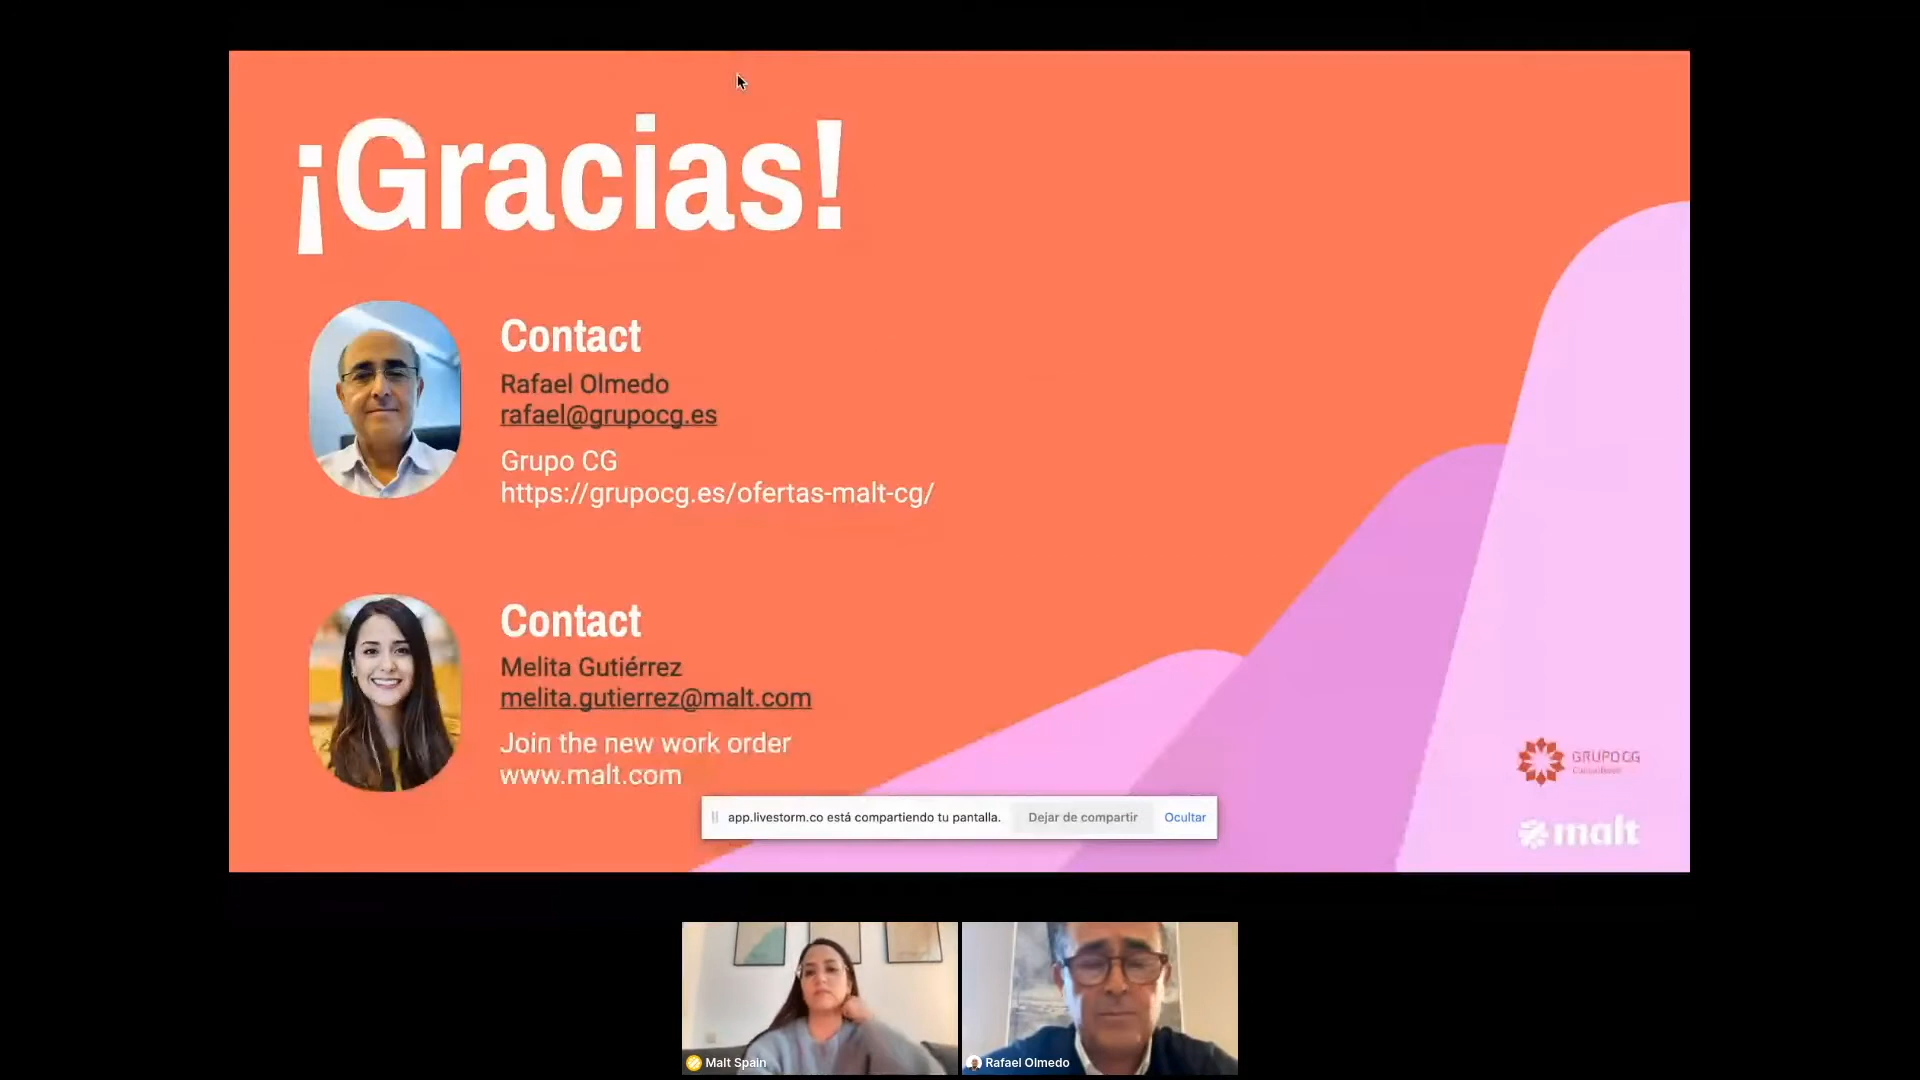 ¡Gracias!
Contact
Rafael Olmedo
rafael@grupocg.es
Grupo CG
https://grupocg.es/ofertas-malt-cg/
Contact
Melita Gutiérrez
melita.gutierrez@malt.com
Join the new work order
www.malt.com
GRUPO CG
malt
app.livestorm.co está compartiendo tu pantalla.
Dejar de compartir
Ocultar
Malt Spain
Rafael Olmedo